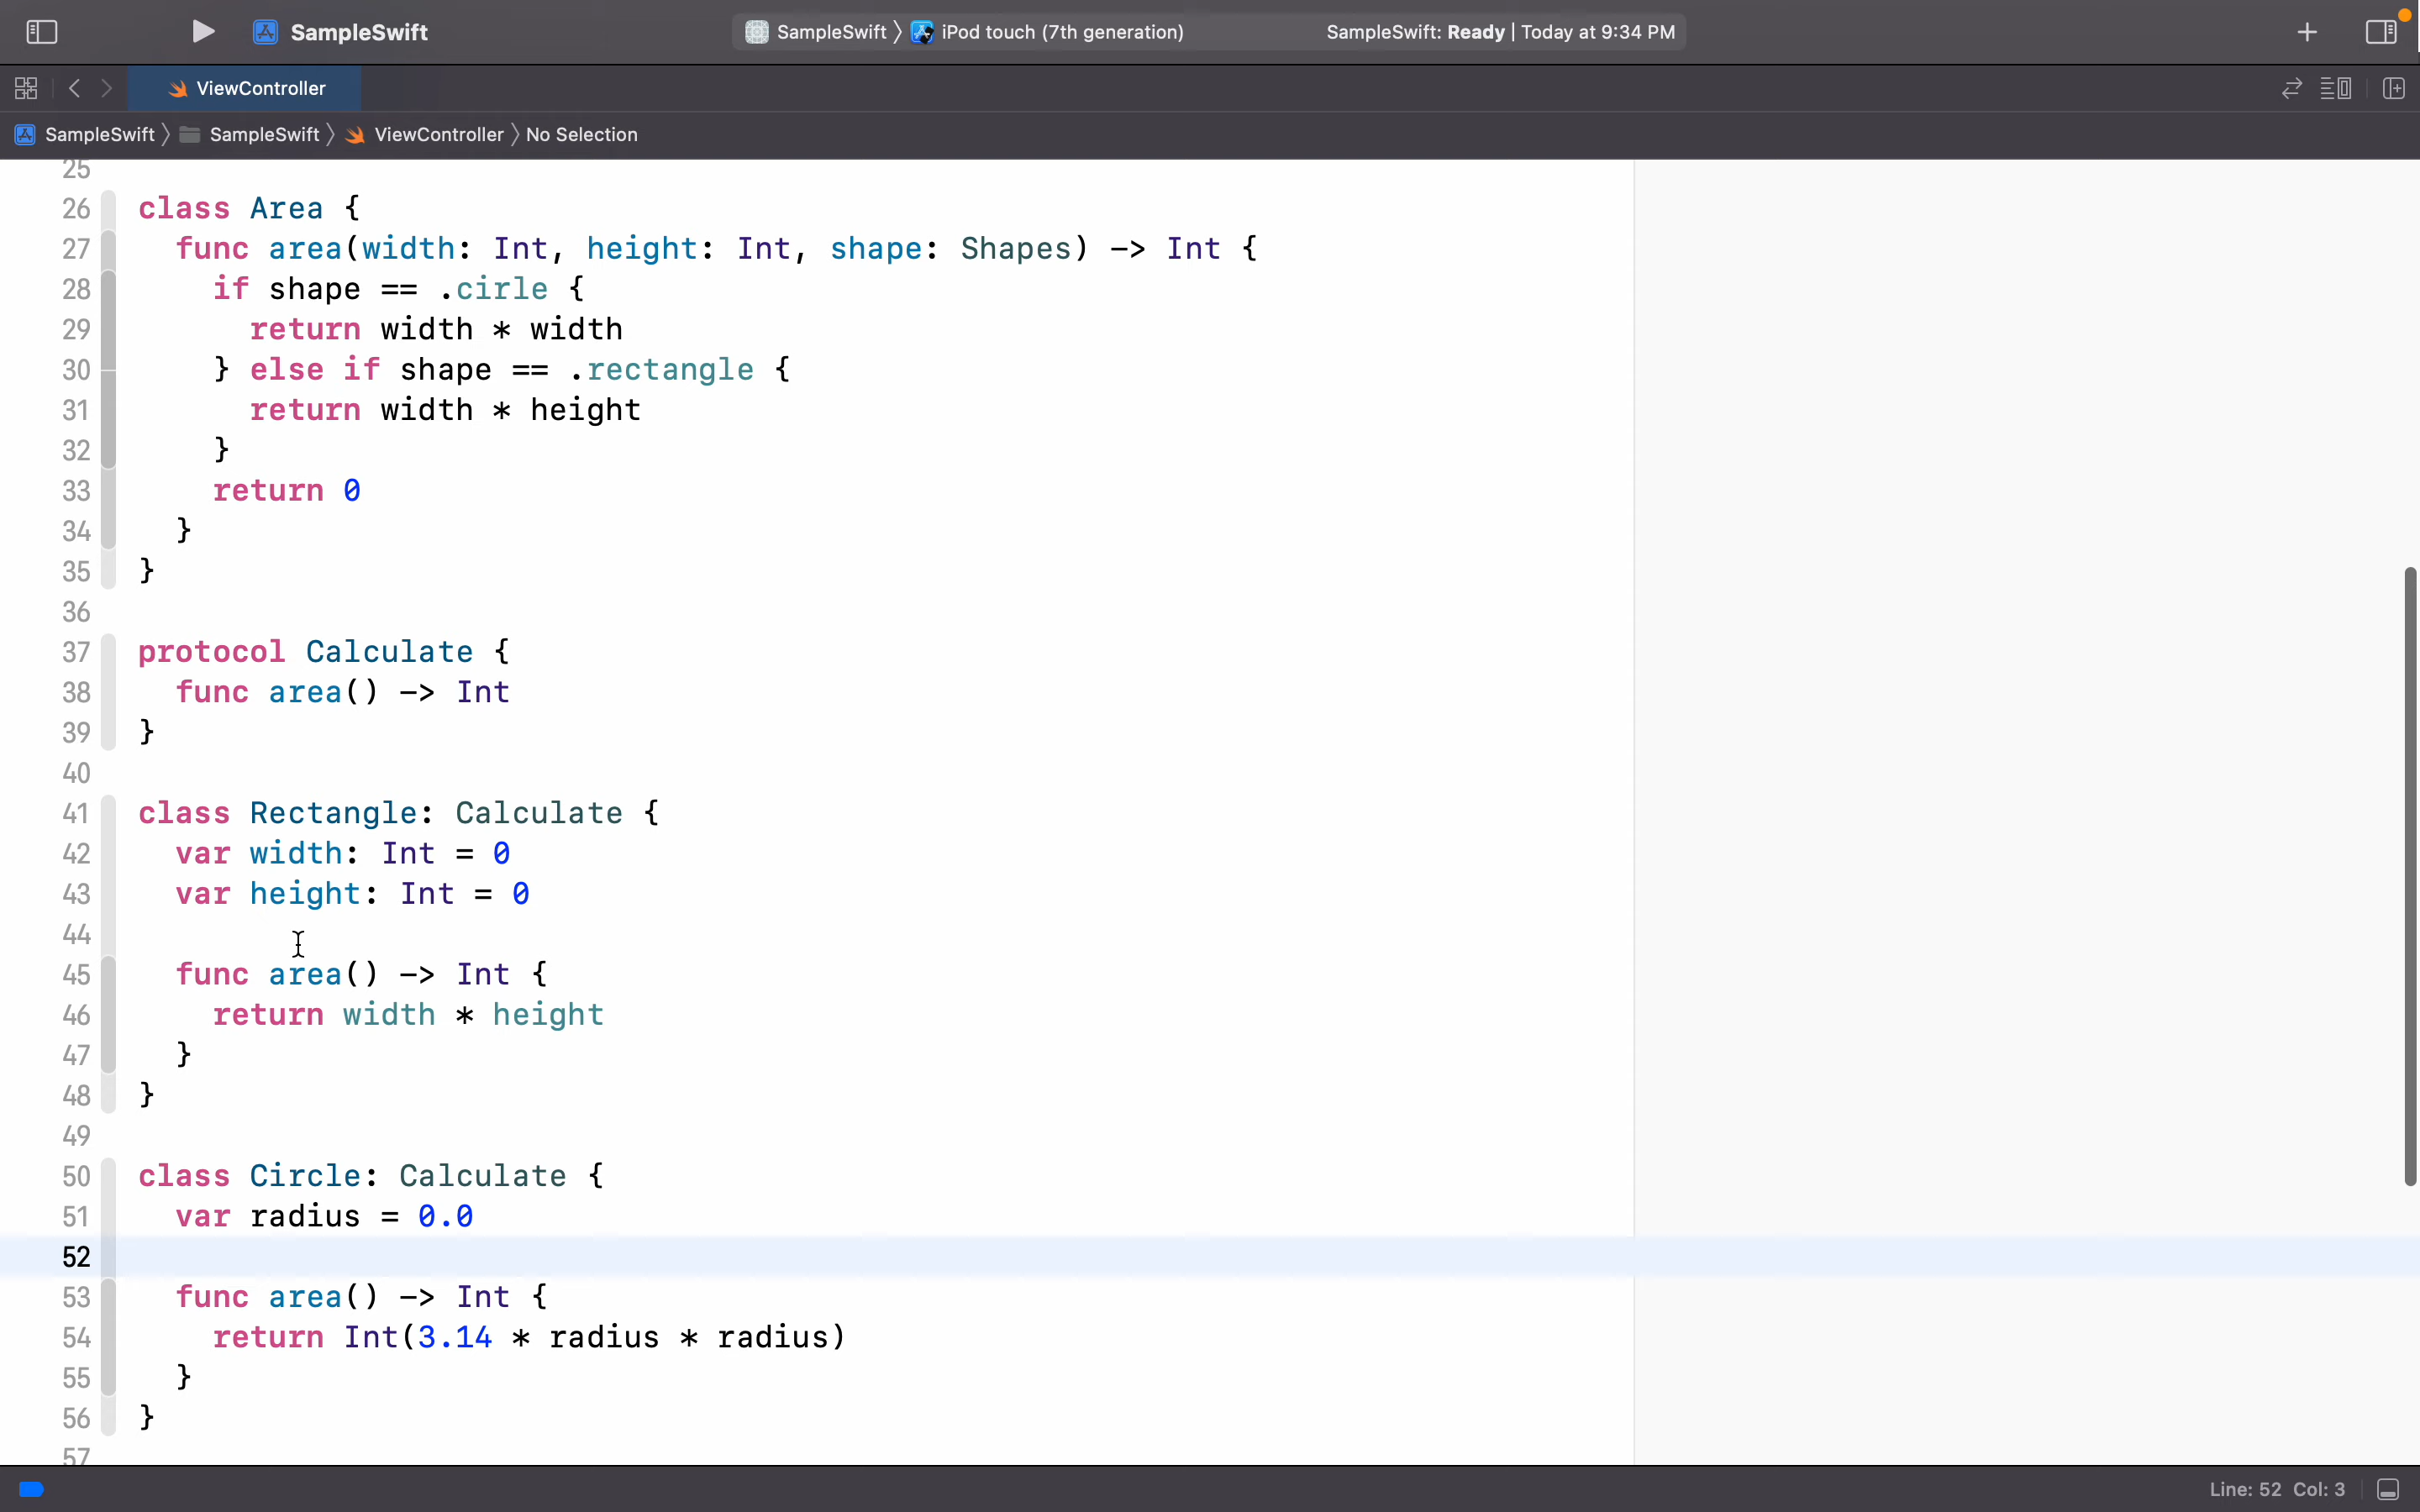 SampleSwift
SampleSwift 〉 iPod touch (7th generation) SampleSwift: Ready | Today at 9:34 PM
ViewController
SampleSwift 〉 SampleSwift 〉 ViewController 〉 No Selection
25
26 class Area {
27   func area(width: Int, height: Int, shape: Shapes) -> Int {
28     if shape == .cirle {
29       return width * width
30     } else if shape == .rectangle {
31       return width * height
32     }
33     return 0
34   }
35 }
36
37 protocol Calculate {
38   func area() -> Int
39 }
40
41 class Rectangle: Calculate {
42   var width: Int = 0
43   var height: Int = 0
44
45   func area() -> Int {
46     return width * height
47   }
48 }
49
50 class Circle: Calculate {
51   var radius = 0.0
52
53   func area() -> Int {
54     return Int(3.14 * radius * radius)
55   }
56 }
57
Line: 52 Col: 3